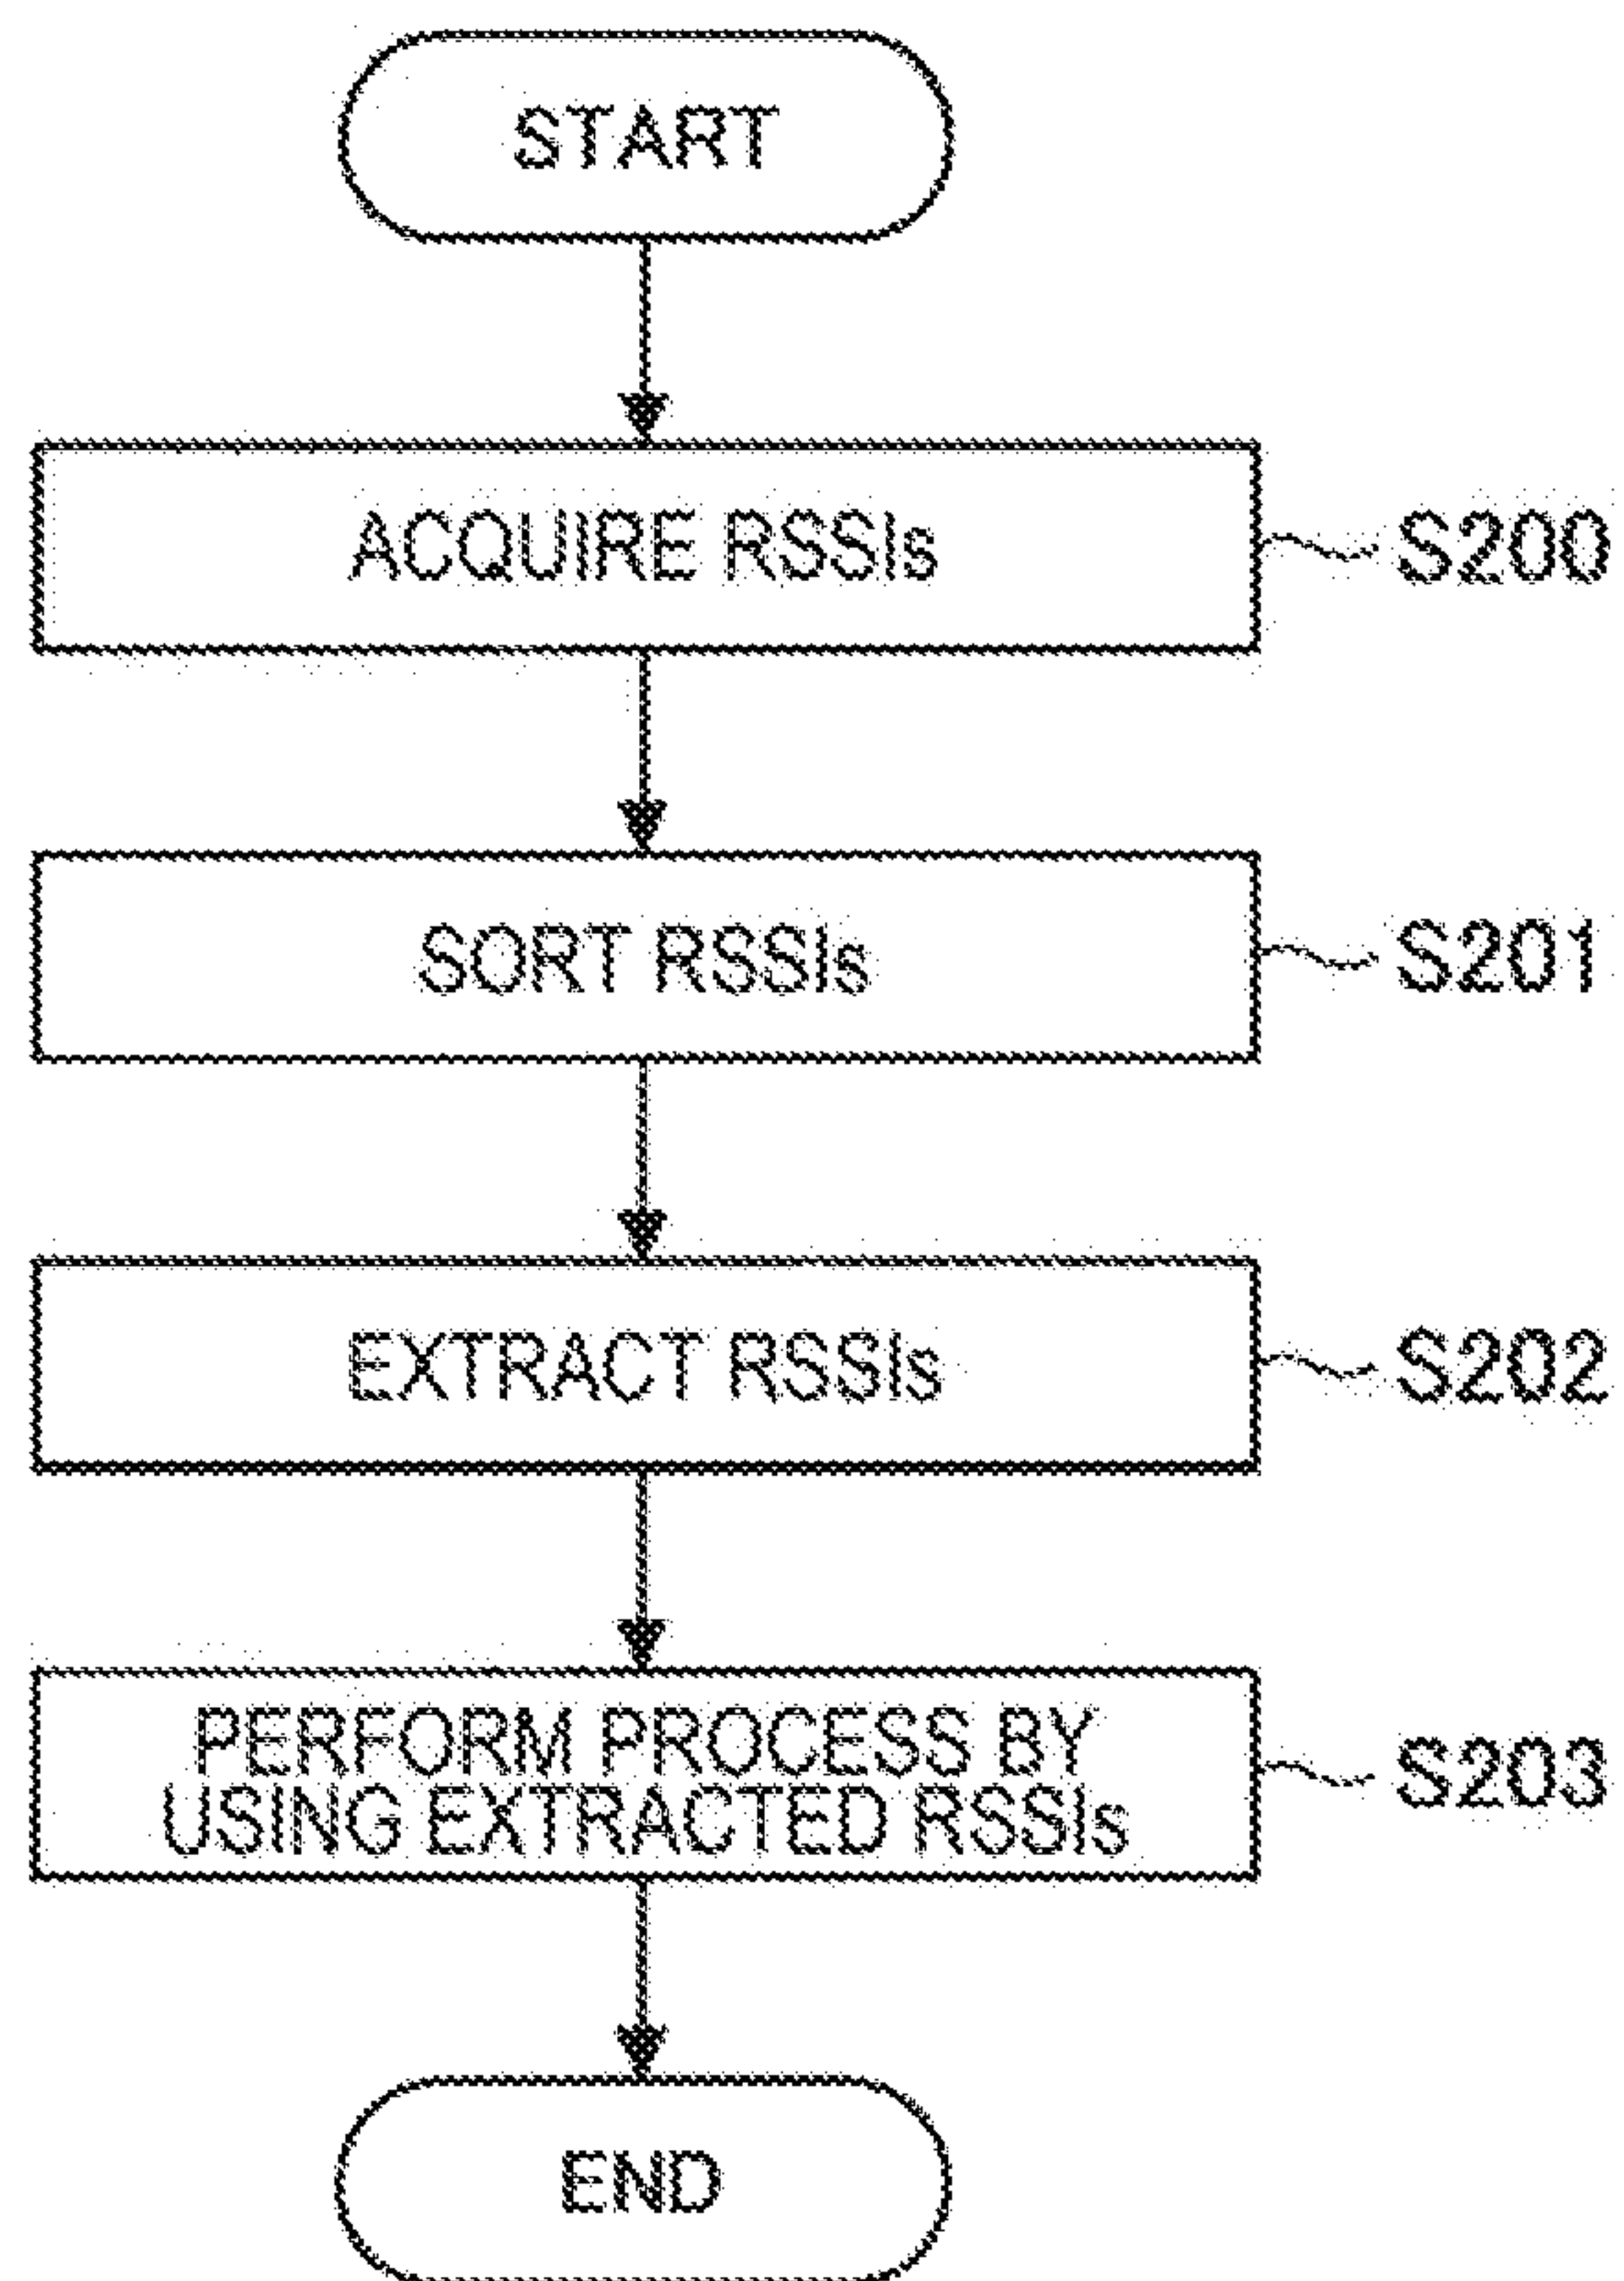 START
ACQUIRE RSSIs
S200
SORT RSSIs
S201
EXTRACT RSSIs
S202
PERFORM PROCESS BY
USING EXTRACTED RSSIs
S203
END